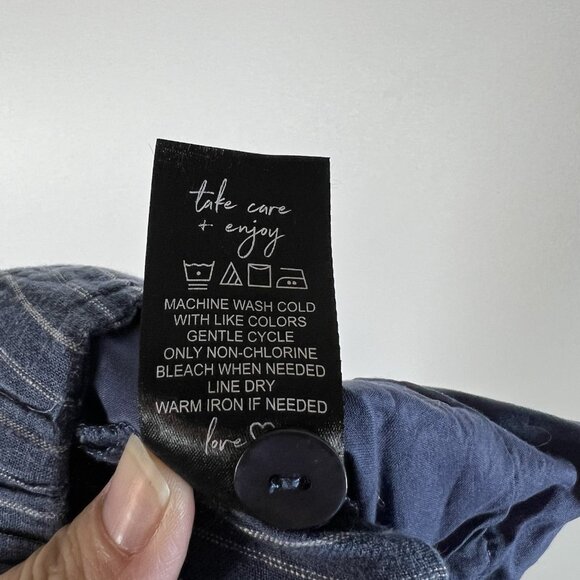 take care
+ enjoy
MACHINE WASH COLD
WITH LIKE COLORS
GENTLE CYCLE
ONLY NON-CHLORINE
BLEACH WHEN NEEDED
LINE DRY
WARM IRON IF NEEDED
love